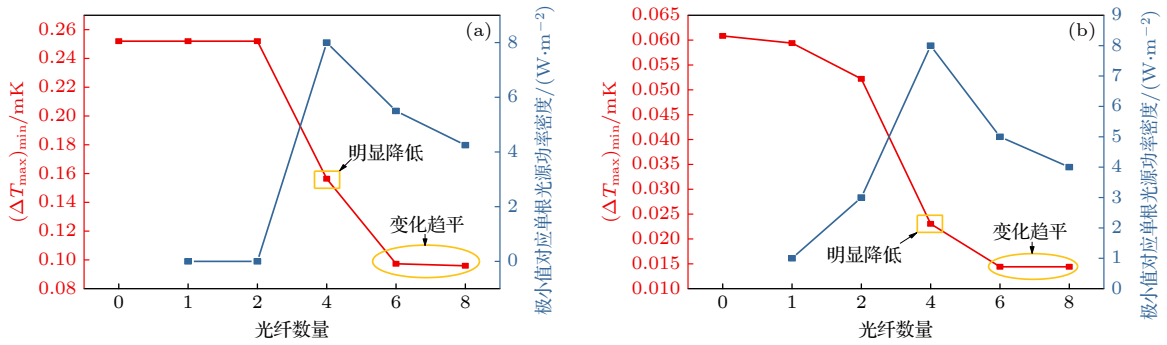 (a)
(ΔTmax)min/mK
0.26
0.24
0.22
0.20
0.18
0.16
0.14
0.12
0.10
0.08
明显降低
变化趋平
8
6
4
2
0
极小值对应单根光源功率密度/(W·m−2)
0 1 2 4 6 8
光纤数量
(b)
(ΔTmax)min/mK
0.065
0.060
0.055
0.050
0.045
0.040
0.035
0.030
0.025
0.020
0.015
0.010
明显降低
变化趋平
9
8
7
6
5
4
3
2
1
0
极小值对应单根光源功率密度/(W·m−2)
0 1 2 4 6 8
光纤数量